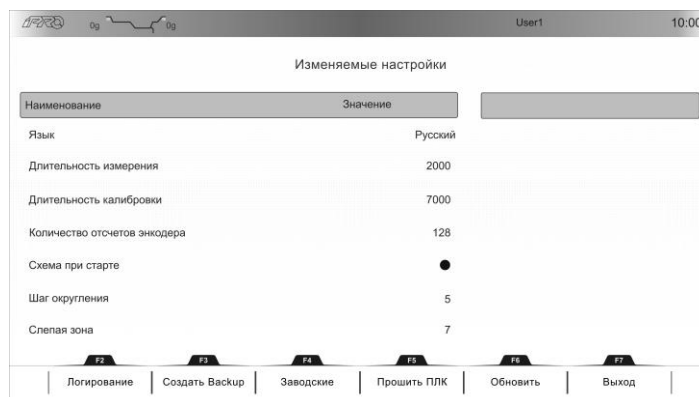 iPRO 0g 0g User1 10:00
Изменяемые настройки
Наименование Значение
Язык Русский
Длительность измерения 2000
Длительность калибровки 7000
Количество отсчетов энкодера 128
Схема при старте
Шаг округления 5
Слепая зона 7
F2 F3 F4 F5 F6 F7
Логирование Создать Backup Заводские Прошить ПЛК Обновить Выход